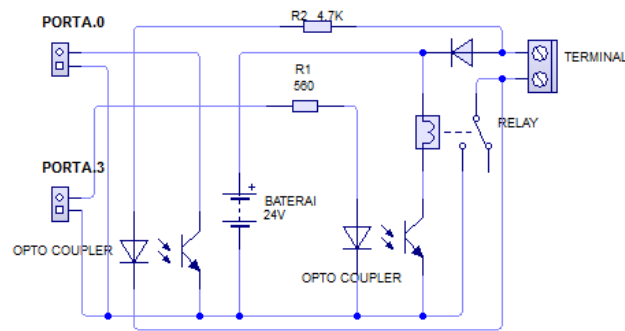 PORTA.0
R2 4.7K
TERMINAL
R1
560
RELAY
PORTA.3
BATERAI
24V
+
OPTO COUPLER
OPTO COUPLER